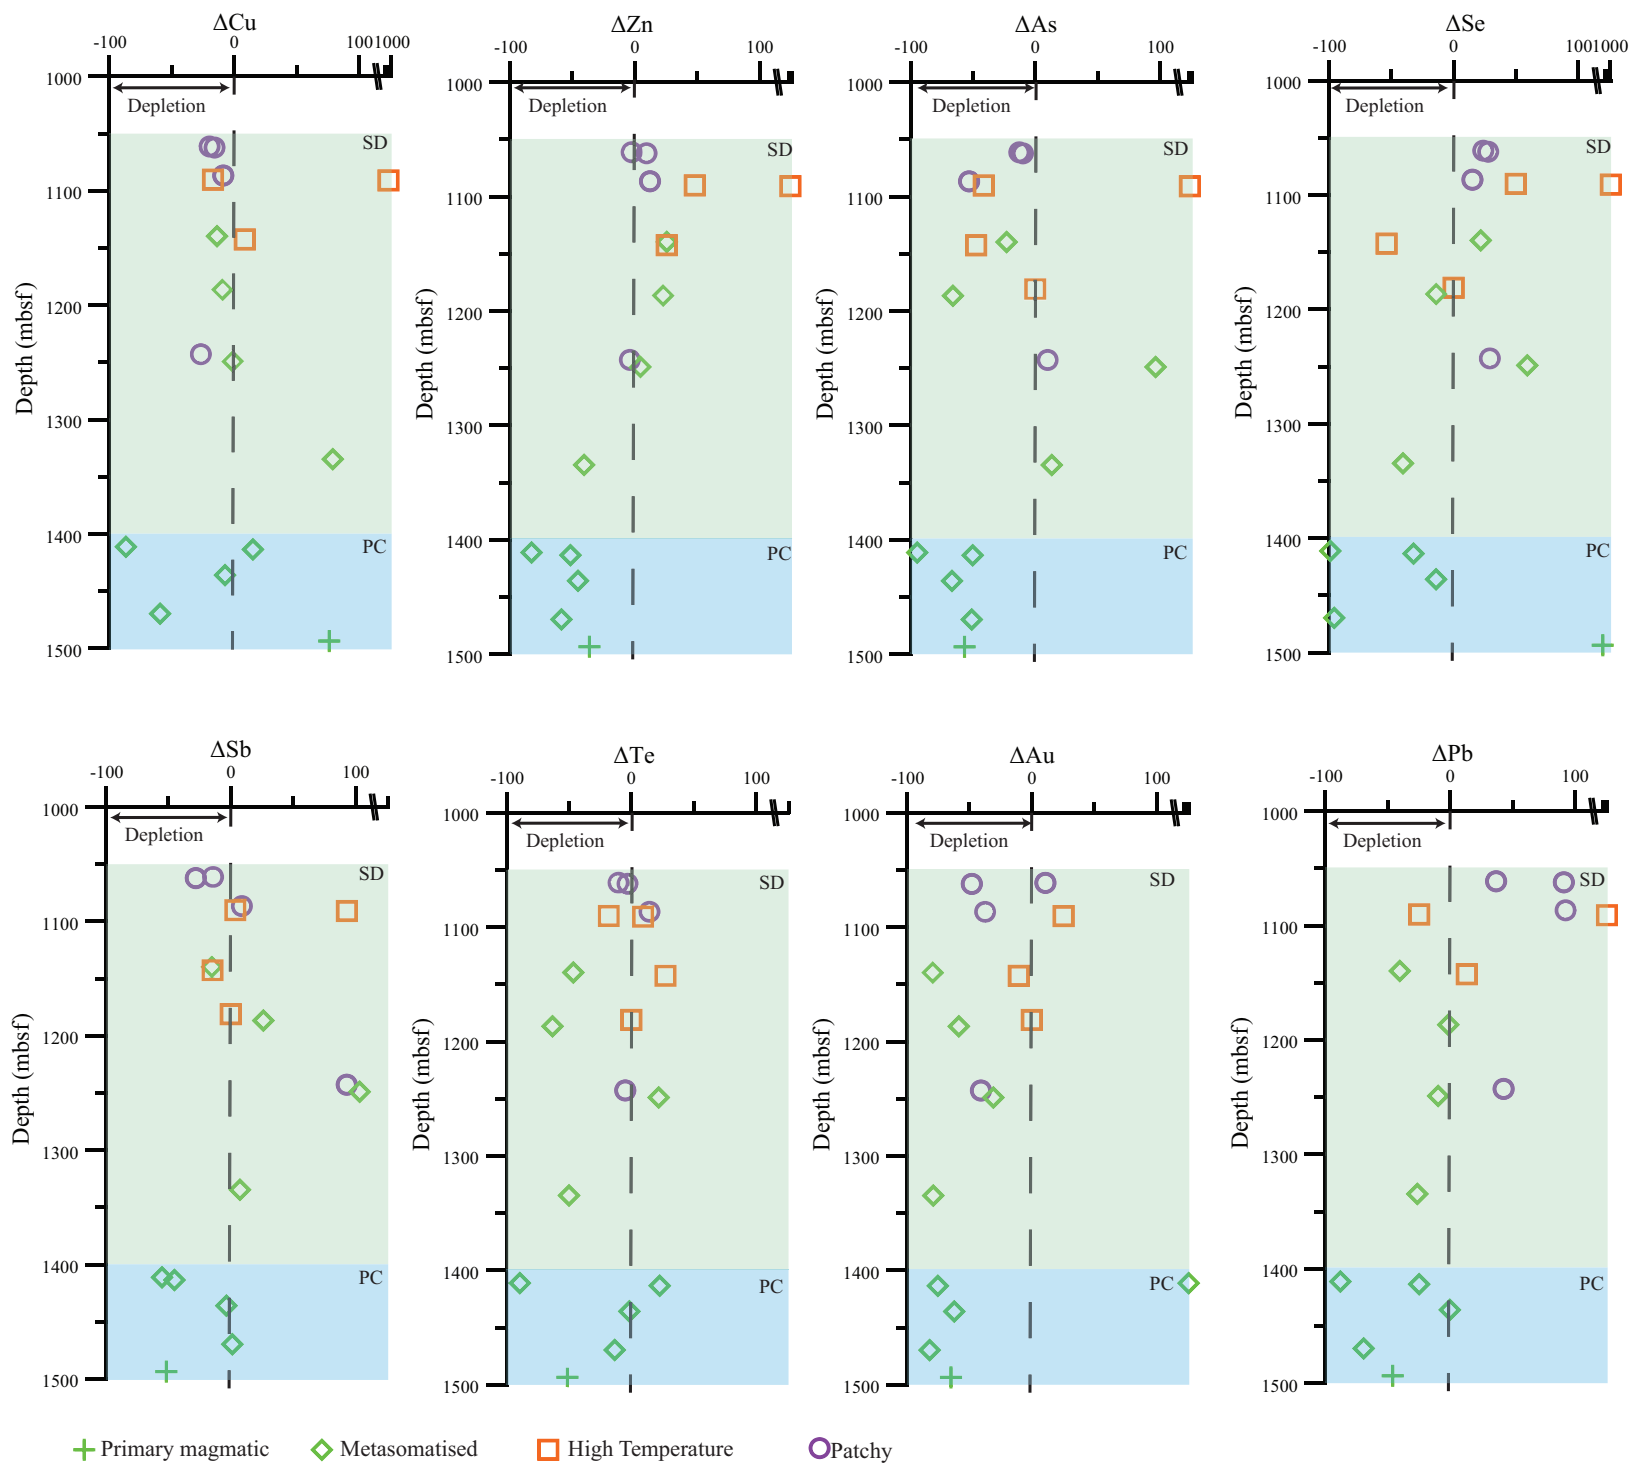 ΔCu
-100 0 100 1000
Depletion
SD
PC
Depth (mbsf)
1000
1100
1200
1300
1400
1500
ΔZn
-100 0 100
Depletion
SD
PC
Depth (mbsf)
1000
1100
1200
1300
1400
1500
ΔAs
-100 0 100
Depletion
SD
PC
Depth (mbsf)
1000
1100
1200
1300
1400
1500
ΔSe
-100 0 100 1000
Depletion
SD
PC
Depth (mbsf)
1000
1100
1200
1300
1400
1500
ΔSb
-100 0 100
Depletion
SD
PC
Depth (mbsf)
1000
1100
1200
1300
1400
1500
ΔTe
-100 0 100
Depletion
SD
PC
Depth (mbsf)
1000
1100
1200
1300
1400
1500
ΔAu
-100 0 100
Depletion
SD
PC
Depth (mbsf)
1000
1100
1200
1300
1400
1500
ΔPb
-100 0 100
Depletion
SD
PC
Depth (mbsf)
1000
1100
1200
1300
1400
1500
Primary magmatic Metasomatised High Temperature Patchy